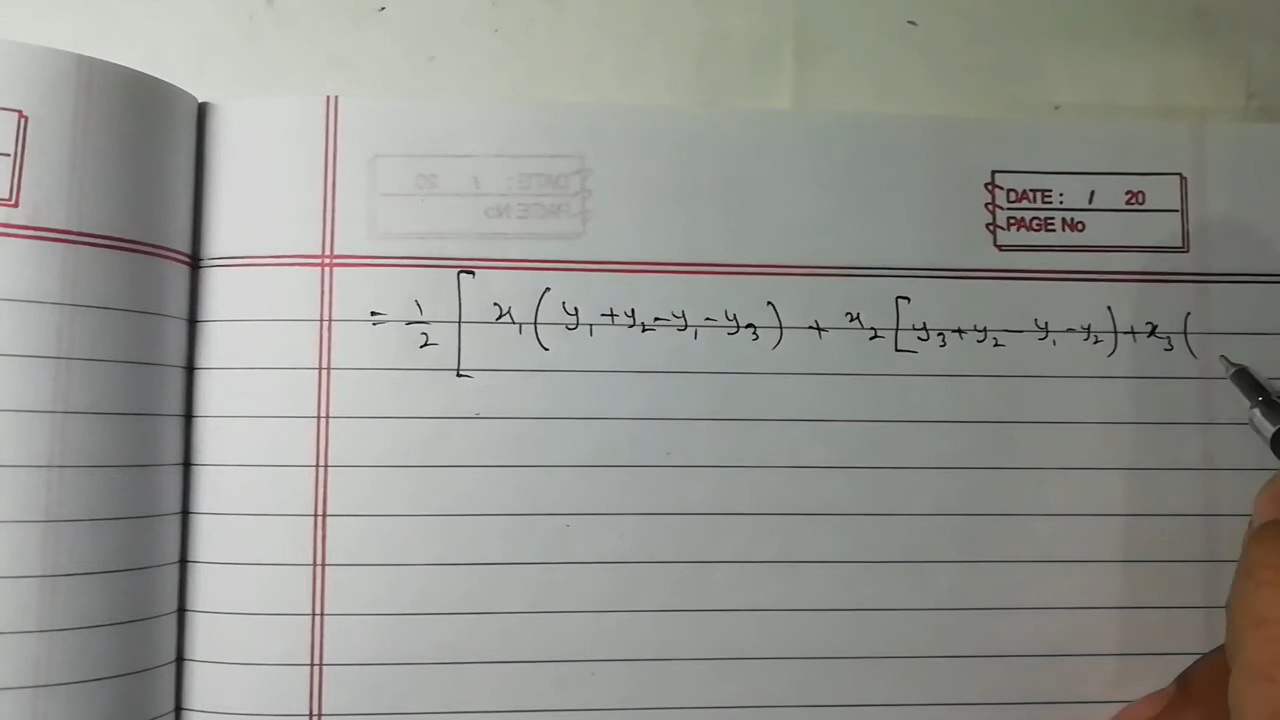 DATE : / 20
PAGE No
= 1/2 [ x₁ ( y₁ + y₂ - y₁ - y₃ ) + x₂ [ y₃ + y₂ - y₁ - y₂ ) + x₃ (